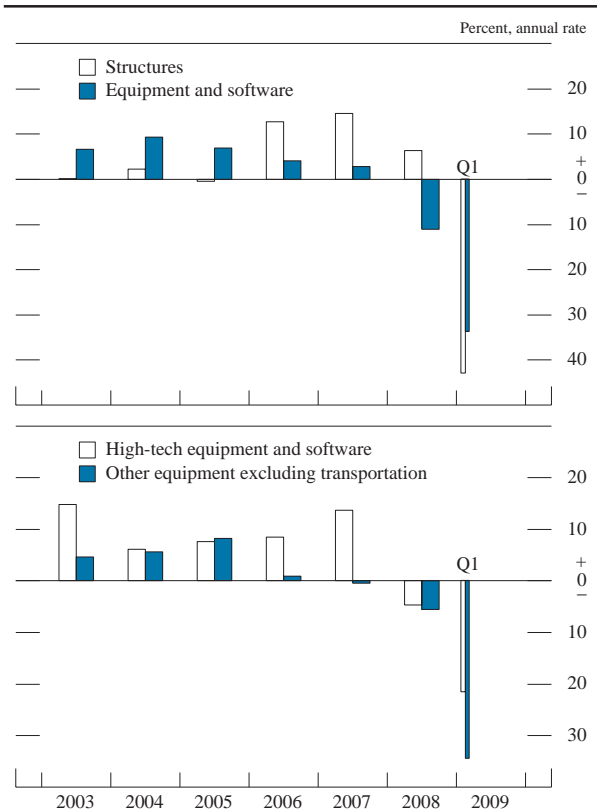 Percent, annual rate
Structures
Equipment and software
20
10
+
0
−
10
20
30
40
Q1
High-tech equipment and software
Other equipment excluding transportation
20
10
+
0
−
10
20
30
Q1
2003 2004 2005 2006 2007 2008 2009